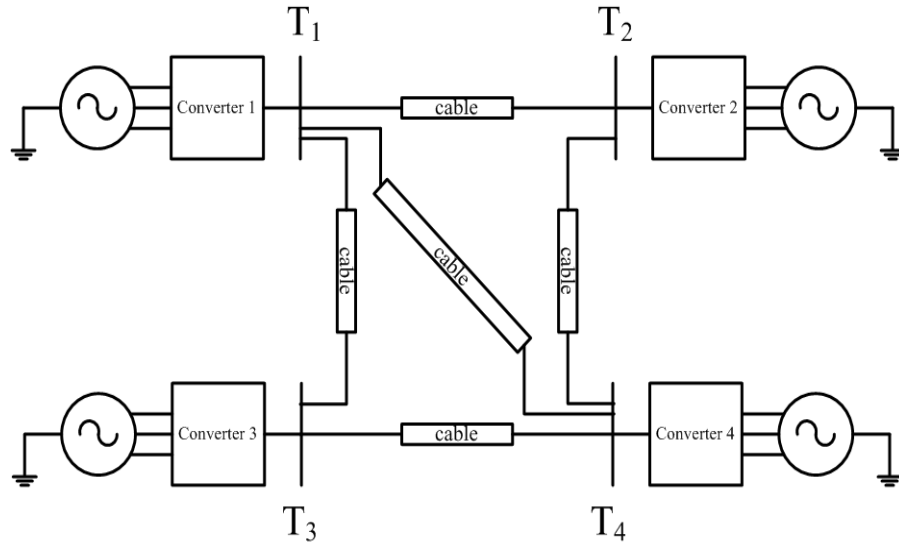 T1 T2
Converter 1 cable Converter 2
cable cable cable
Converter 3 cable Converter 4
T3 T4